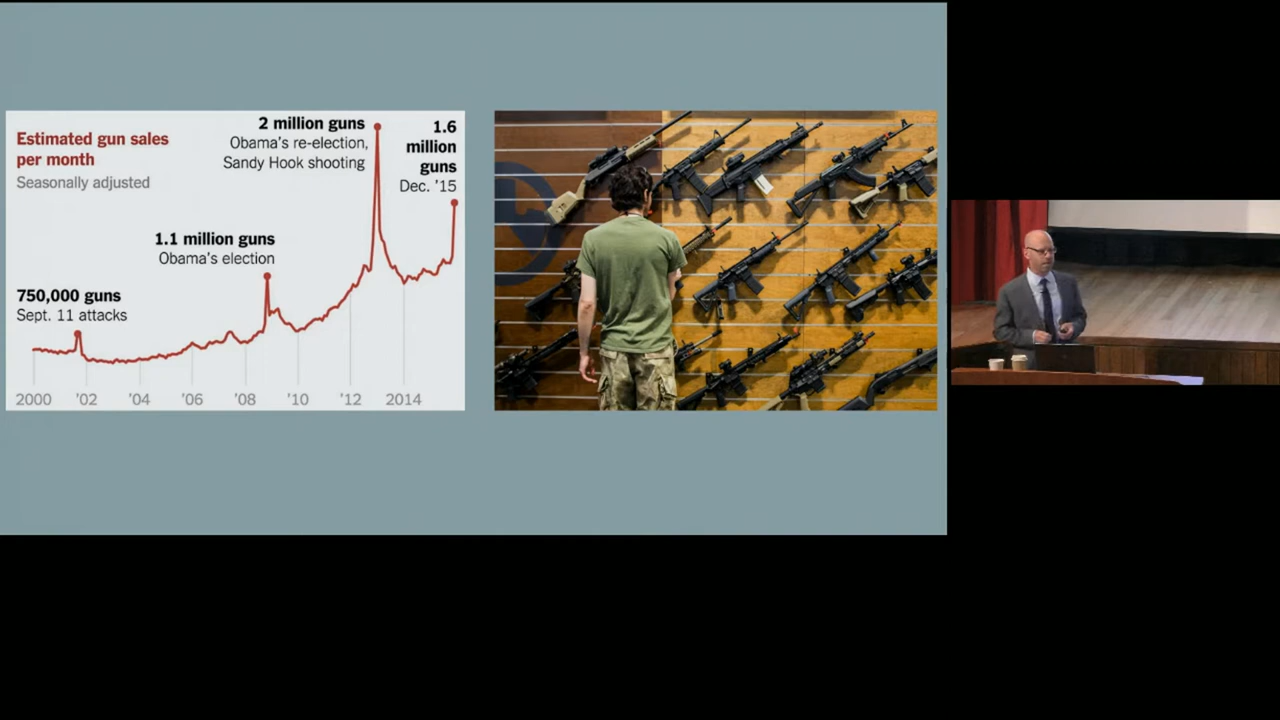 Estimated gun sales
per month
Seasonally adjusted
2 million guns
Obama's re-election,
Sandy Hook shooting
1.6
million
guns
Dec. '15
1.1 million guns
Obama's election
750,000 guns
Sept. 11 attacks
2000 '02 '04 '06 '08 '10 '12 2014